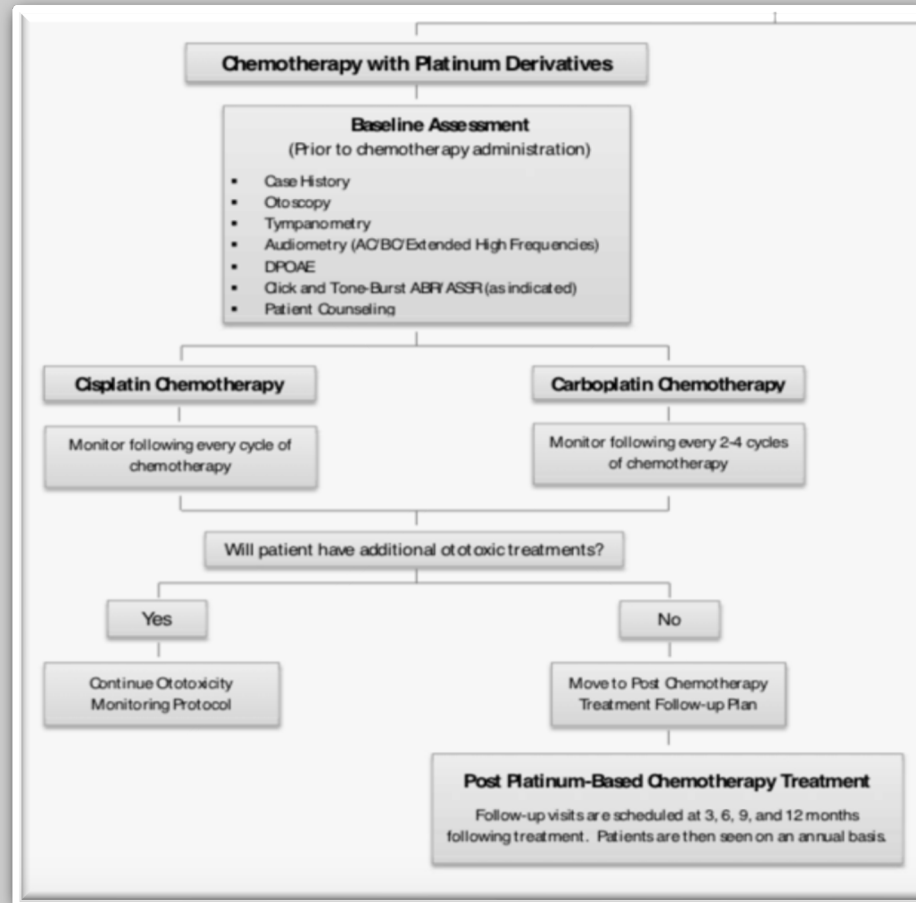 Chemotherapy with Platinum Derivatives
Baseline Assessment
(Prior to chemotherapy administration)
▪ Case History
▪ Otoscopy
▪ Tympanometry
▪ Audiometry (AC/BC/Extended High Frequencies)
▪ DPOAE
▪ Click and Tone-Burst ABR/ASSR (as indicated)
▪ Patient Counseling
Cisplatin Chemotherapy
Carboplatin Chemotherapy
Monitor following every cycle of
chemotherapy
Monitor following every 2-4 cycles
of chemotherapy
Will patient have additional ototoxic treatments?
Yes
No
Continue Ototoxicity
Monitoring Protocol
Move to Post Chemotherapy
Treatment Follow-up Plan
Post Platinum-Based Chemotherapy Treatment
Follow-up visits are scheduled at 3, 6, 9, and 12 months
following treatment. Patients are then seen on an annual basis.